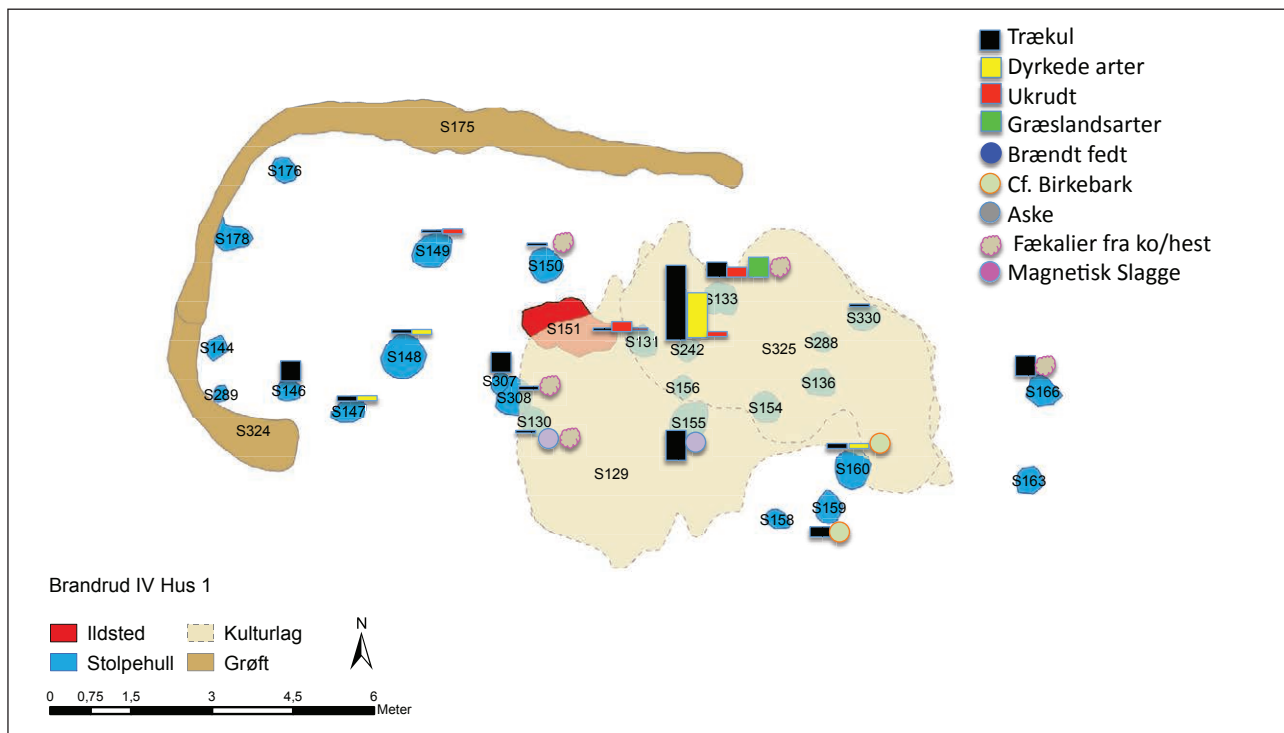 Trækul
Dyrkede arter
Ukrudt
Græslandsarter
Brændt fedt
Cf. Birkebark
Aske
Fækalier fra ko/hest
Magnetisk Slagge
S175
S176
S178
S149
S150
S133
S330
S151
S131
S242
S325
S288
S144
S148
S146
S289
S147
S307
S308
S156
S136
S166
S130
S155
S154
S324
S129
S160
S163
S159
S158
Brandrud IV Hus 1
Ildsted
Kulturlag
Stolpehull
Grøft
N
0 0,75 1,5 3 4,5 6
Meter